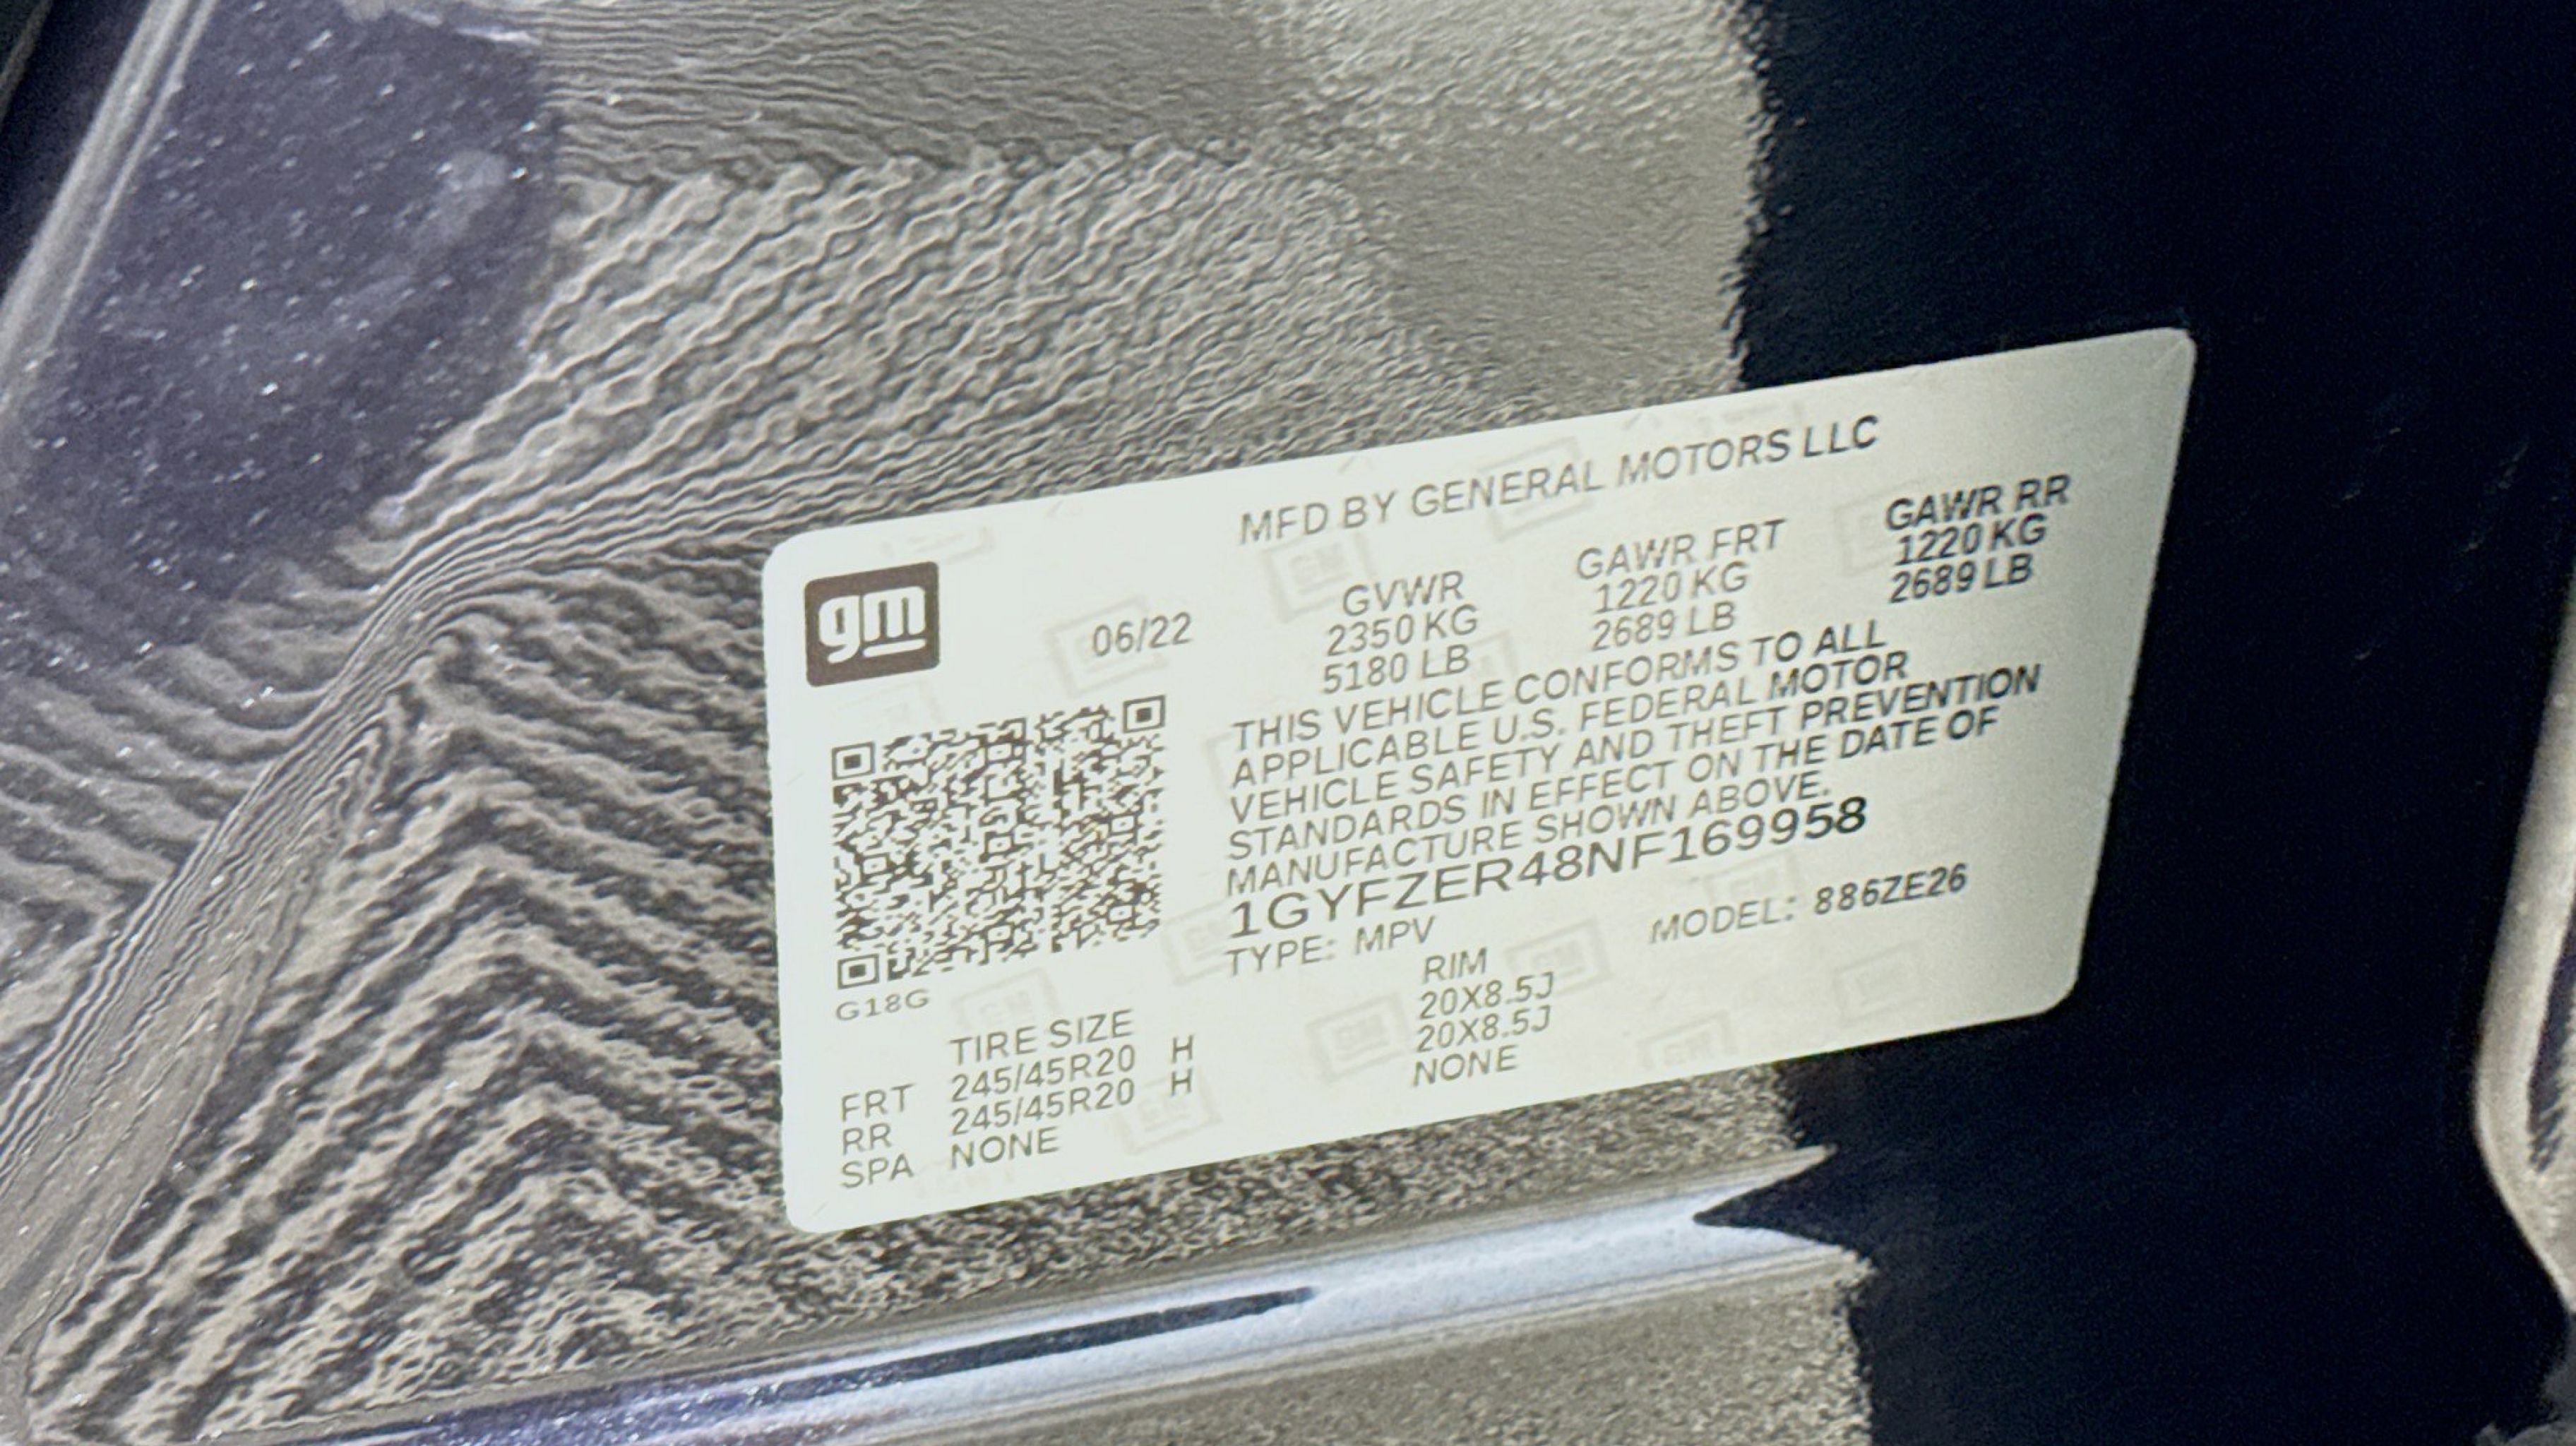 MFD BY GENERAL MOTORS LLC
gm
06/22
GVWR
2350 KG
5180 LB
GAWR FRT
1220 KG
2689 LB
GAWR RR
1220 KG
2689 LB
THIS VEHICLE CONFORMS TO ALL
APPLICABLE U.S. FEDERAL MOTOR
VEHICLE SAFETY AND THEFT PREVENTION
STANDARDS IN EFFECT ON THE DATE OF
MANUFACTURE SHOWN ABOVE.
1GYFZER48NF169958
TYPE: MPV MODEL: 886ZE26
G18G
TIRE SIZE RIM
FRT 245/45R20 H 20X8.5J
RR 245/45R20 H 20X8.5J
SPA NONE NONE